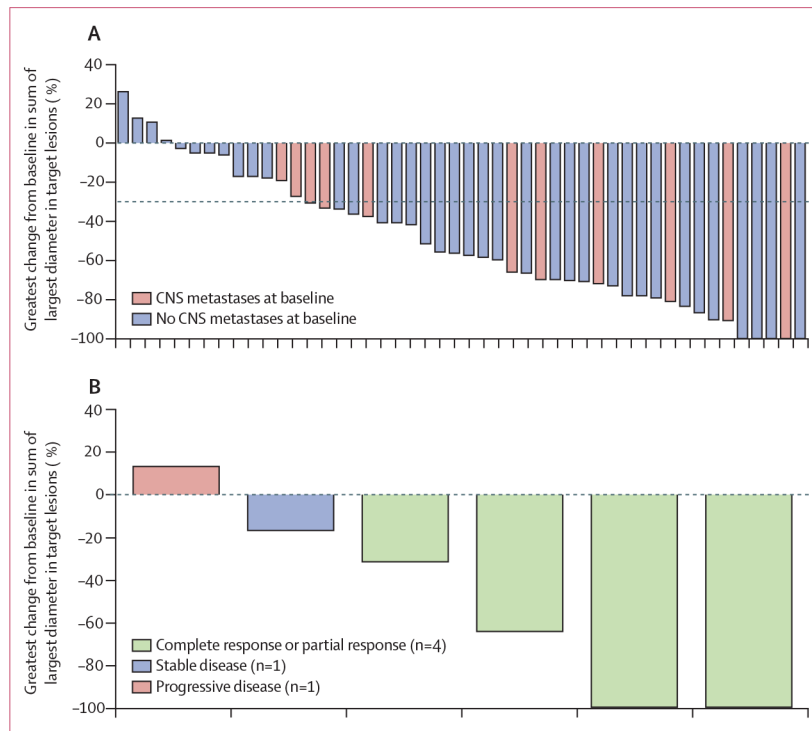 A
Greatest change from baseline in sum of
largest diameter in target lesions (%)
40
20
0
–20
–40
–60
–80
–100
CNS metastases at baseline
No CNS metastases at baseline
B
Greatest change from baseline in sum of
largest diameter in target lesions (%)
40
20
0
–20
–40
–60
–80
–100
Complete response or partial response (n=4)
Stable disease (n=1)
Progressive disease (n=1)